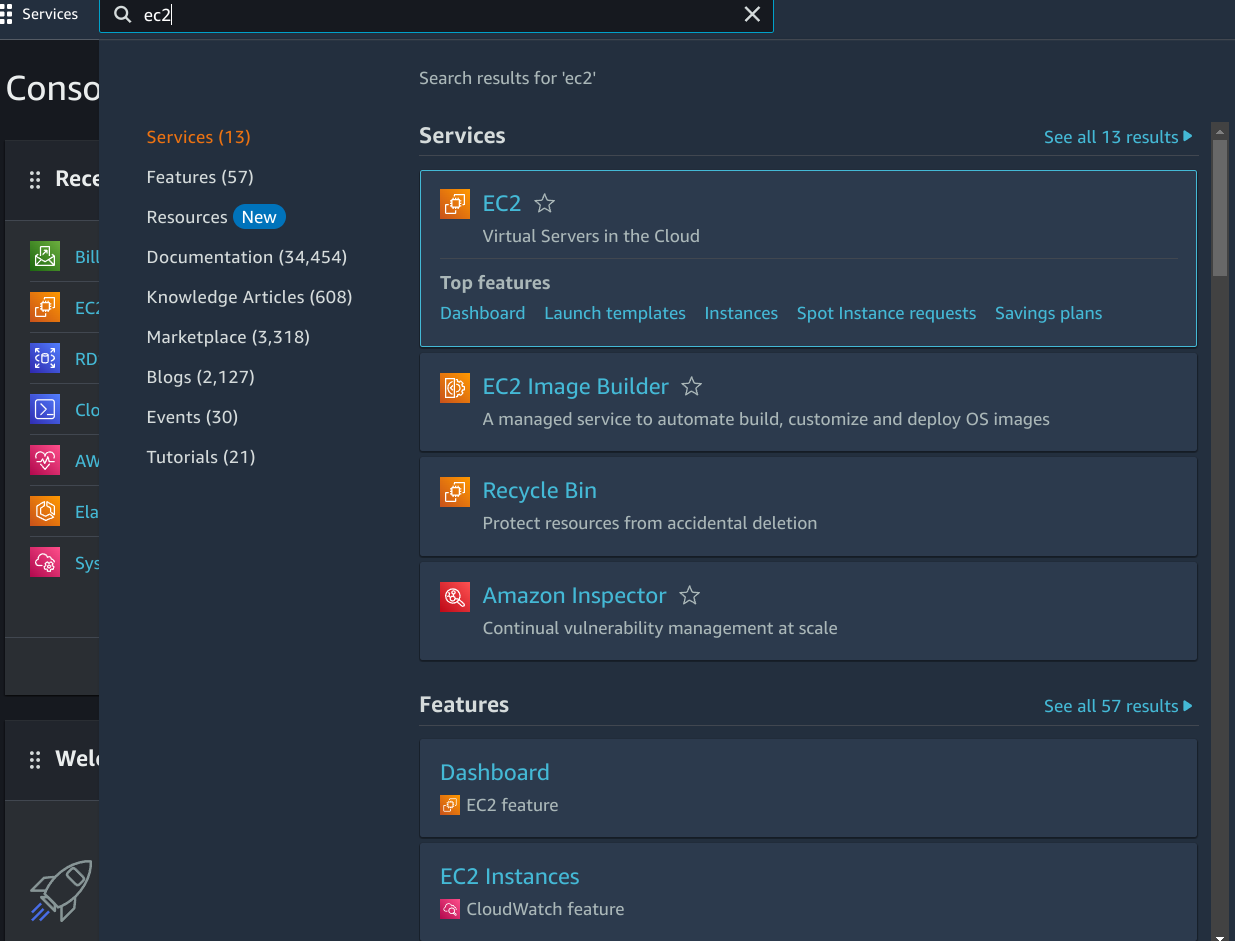 Services
ec2
Conso
Rece
Bill
EC2
RD
Clo
AW
Ela
Sys
Welc
Search results for 'ec2'
Services (13)
Features (57)
Resources New
Documentation (34,454)
Knowledge Articles (608)
Marketplace (3,318)
Blogs (2,127)
Events (30)
Tutorials (21)
Services
See all 13 results
EC2
Virtual Servers in the Cloud
Top features
Dashboard Launch templates Instances Spot Instance requests Savings plans
EC2 Image Builder
A managed service to automate build, customize and deploy OS images
Recycle Bin
Protect resources from accidental deletion
Amazon Inspector
Continual vulnerability management at scale
Features
See all 57 results
Dashboard
EC2 feature
EC2 Instances
CloudWatch feature